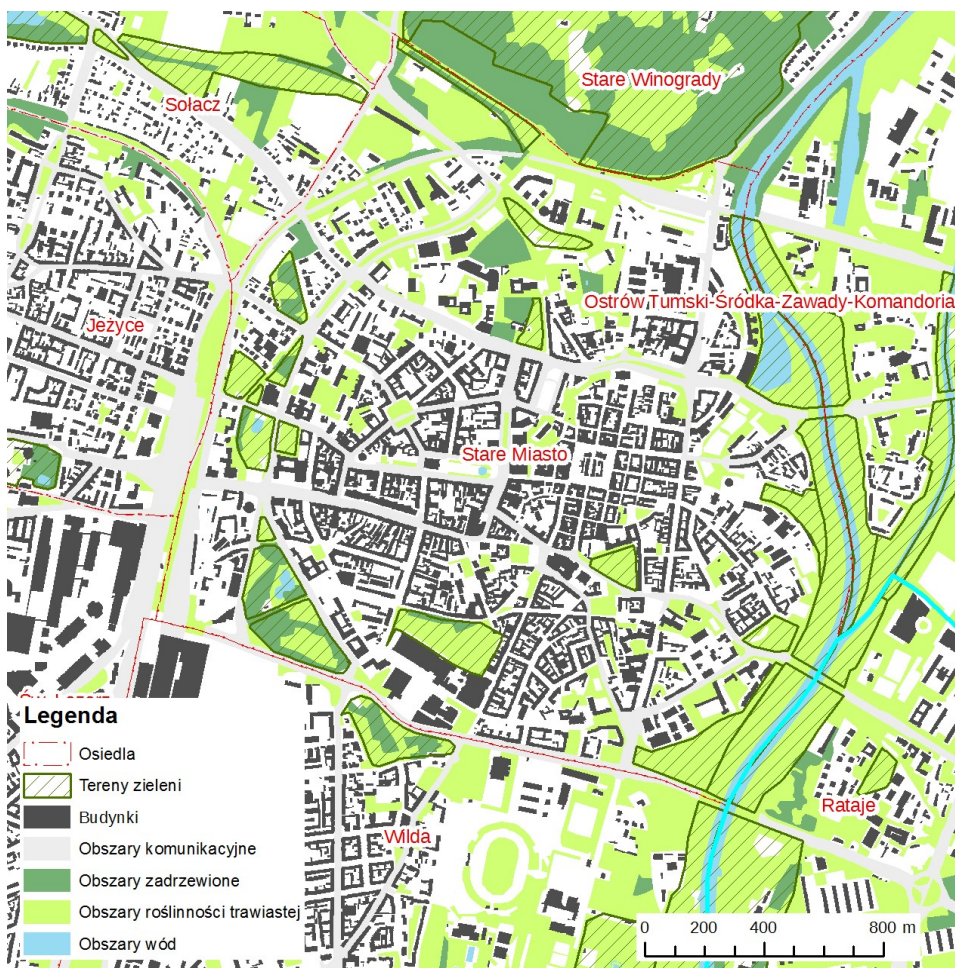 Stare Winogrady
Sołacz
Ostrów Tumski-Śródka-Zawady-Komandoria
Jeżyce
Stare Miasto
Legenda
Osiedla
Tereny zieleni
Budynki
Obszary komunikacyjne
Obszary zadrzewione
Obszary roślinności trawiastej
Obszary wód
Rataje
Wilda
0 200 400 800 m